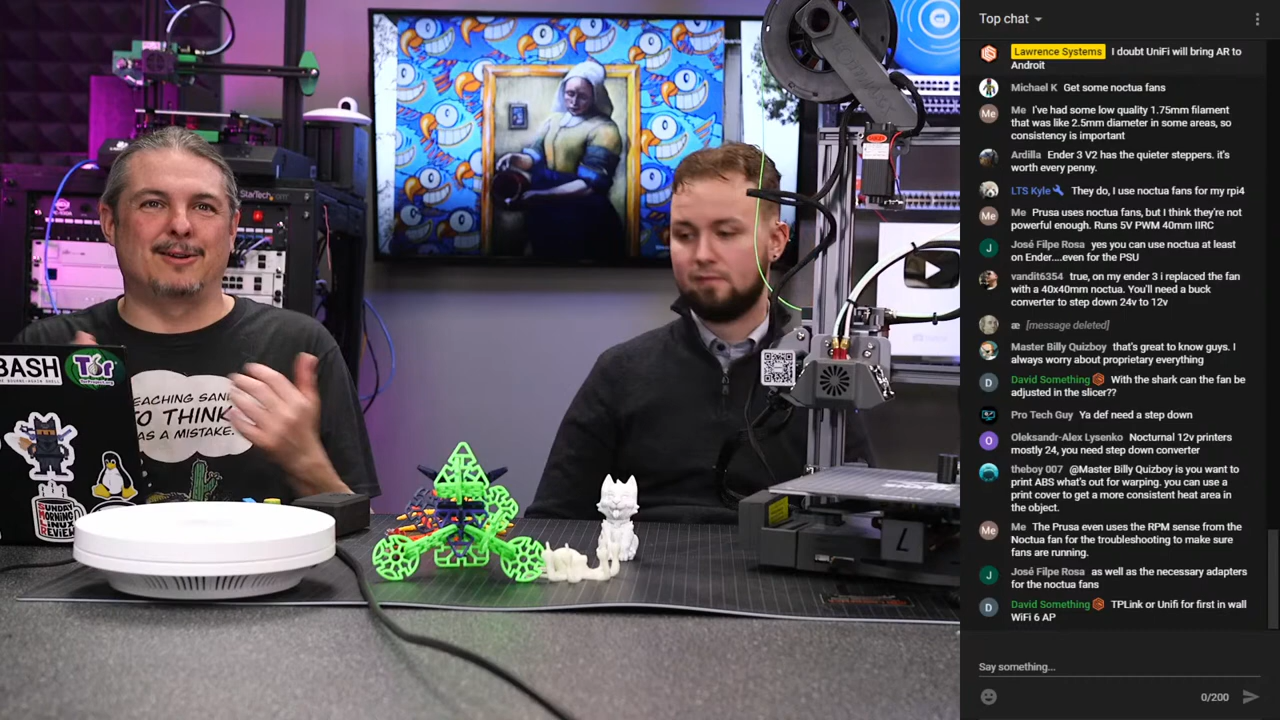 Top chat
Lawrence Systems I doubt UniFi will bring AR to
Androit
Michael K Get some noctua fans
Me I've had some low quality 1.75mm filament
that was like 2.5mm diameter in some areas, so
consistency is important
Ardilla Ender 3 V2 has the quieter steppers. it's
worth every penny.
LTS Kyle They do, I use noctua fans for my rpi4
Me Prusa uses noctua fans, but I think they're not
powerful enough. Runs 5V PWM 40mm IIRC
José Filpe Rosa yes you can use noctua at least
on Ender....even for the PSU
vandit6354 true, on my ender 3 i replaced the fan
with a 40x40mm noctua. You'll need a buck
converter to step down 24v to 12v
æ [message deleted]
Master Billy Quizboy that's great to know guys. I
always worry about proprietary everything
David Something With the shark can the fan be
adjusted in the slicer??
Pro Tech Guy Ya def need a step down
Oleksandr-Alex Lysenko Nocturnal 12v printers
mostly 24, you need step down converter
theboy 007 @Master Billy Quizboy is you want to
print ABS what's out for warping. you can use a
print cover to get a more consistent heat area in
the object.
Me The Prusa even uses the RPM sense from the
Noctua fan for the troubleshooting to make sure
fans are running.
José Filpe Rosa as well as the necessary adapters
for the noctua fans
David Something TPLink or Unifi for first in wall
WiFi 6 AP
Say something...
0/200
StarTech
BASH
Tor
EACHING SAN
TO THINK
AS A MISTAKE.
SUNDAY
MORNING
LINUX
REVIEW
L